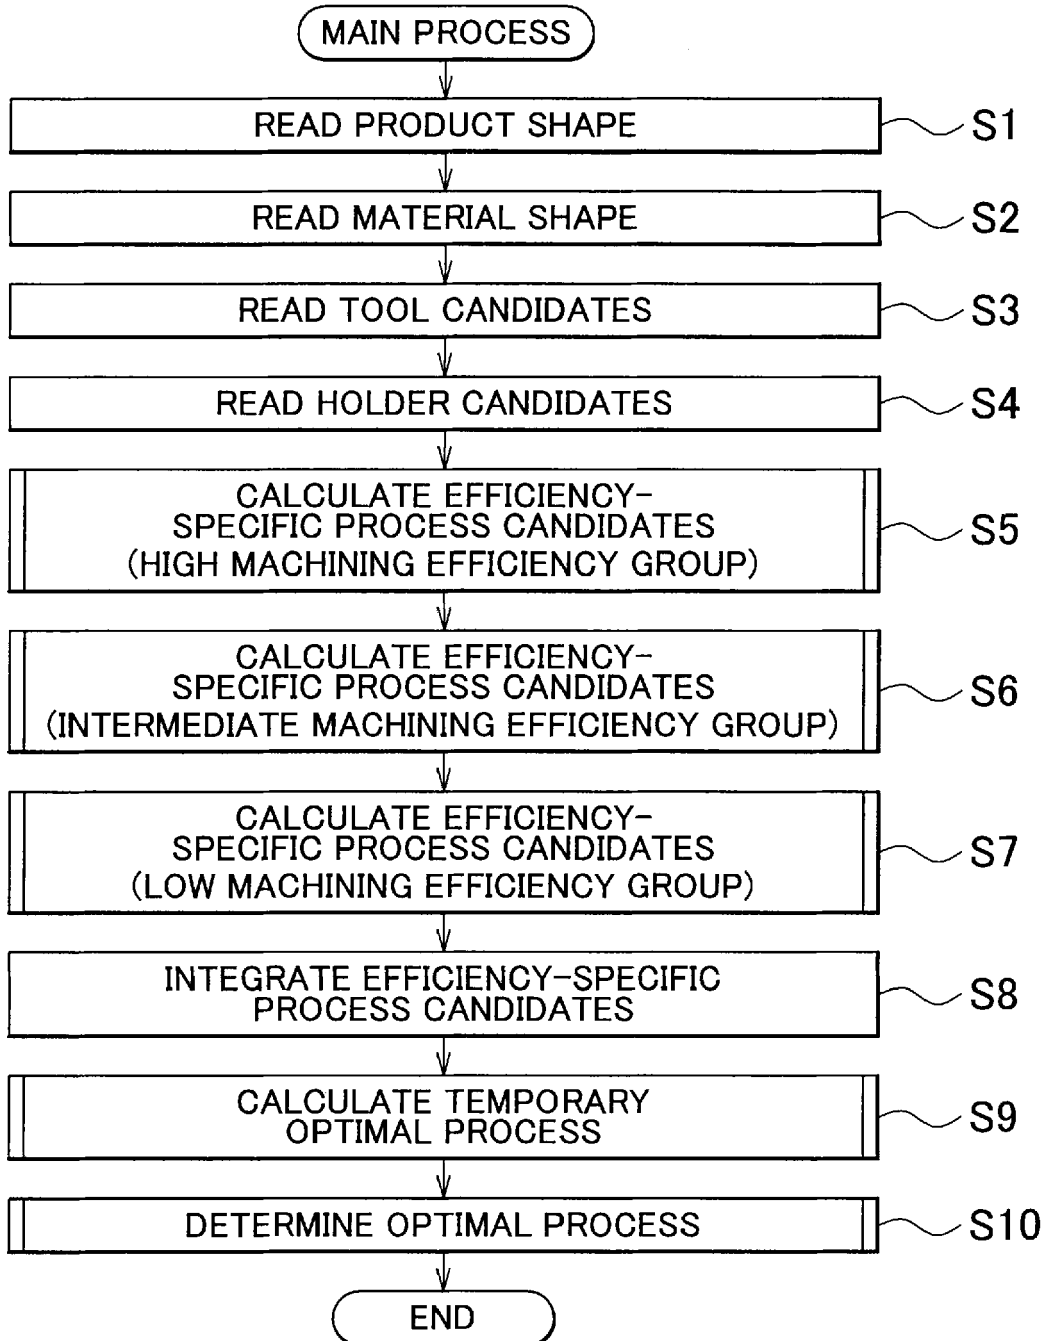 MAIN PROCESS
READ PRODUCT SHAPE
S1
READ MATERIAL SHAPE
S2
READ TOOL CANDIDATES
S3
READ HOLDER CANDIDATES
S4
CALCULATE EFFICIENCY-
SPECIFIC PROCESS CANDIDATES
(HIGH MACHINING EFFICIENCY GROUP)
S5
CALCULATE EFFICIENCY-
SPECIFIC PROCESS CANDIDATES
(INTERMEDIATE MACHINING EFFICIENCY GROUP)
S6
CALCULATE EFFICIENCY-
SPECIFIC PROCESS CANDIDATES
(LOW MACHINING EFFICIENCY GROUP)
S7
INTEGRATE EFFICIENCY-SPECIFIC
PROCESS CANDIDATES
S8
CALCULATE TEMPORARY
OPTIMAL PROCESS
S9
DETERMINE OPTIMAL PROCESS
S10
END